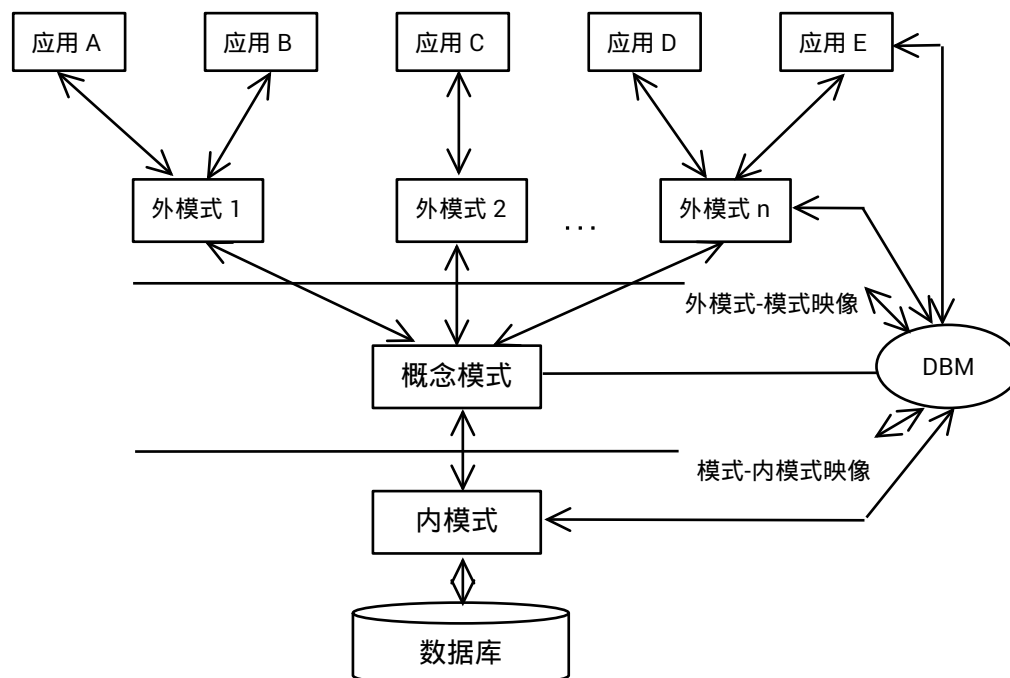 应用 A
应用 B
应用 C
应用 D
应用 E
外模式 1
外模式 2
...
外模式 n
外模式-模式映像
概念模式
DBM
模式-内模式映像
内模式
数据库